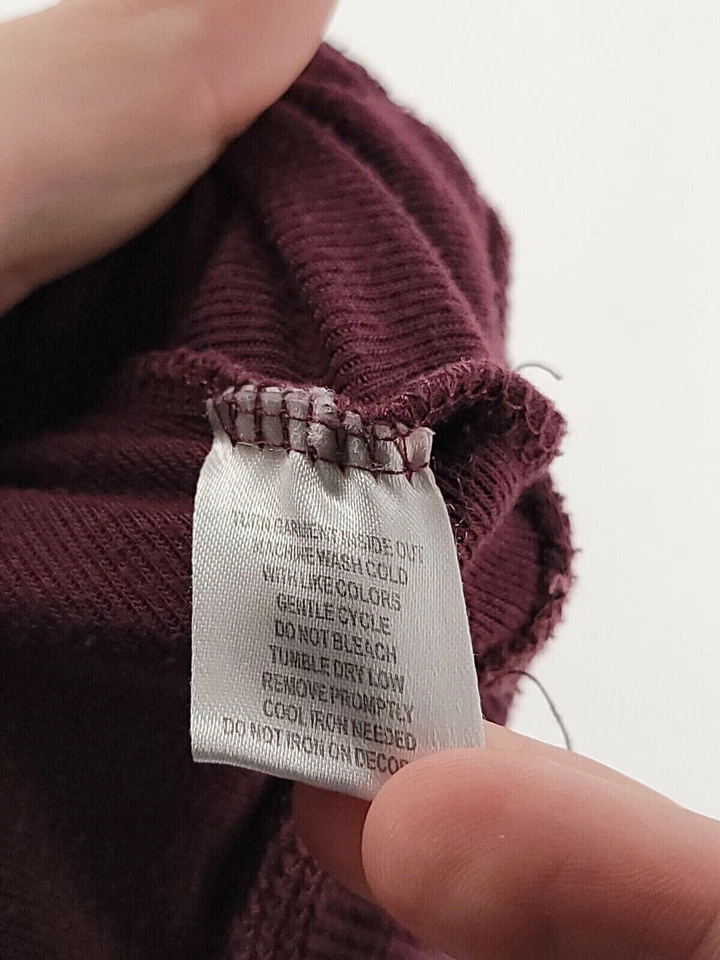 TURN GARMENT INSIDE OUT
MACHINE WASH COLD
WITH LIKE COLORS
GENTLE CYCLE
DO NOT BLEACH
TUMBLE DRY LOW
REMOVE PROMPTLY
COOL IRON NEEDED
DO NOT IRON ON DECOR